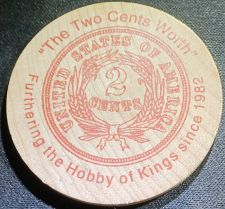 "The Two Cents Worth"
UNITED STATES OF AMERICA
2
CENTS
Furthering the Hobby of Kings since 1982